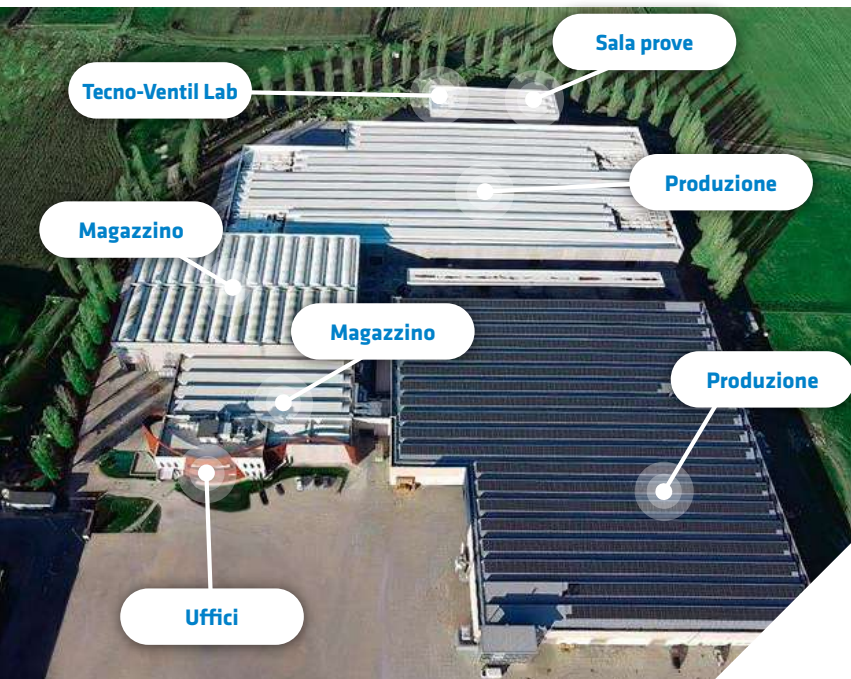 Sala prove
Tecno-Ventil Lab
Produzione
Magazzino
Magazzino
Produzione
Uffici